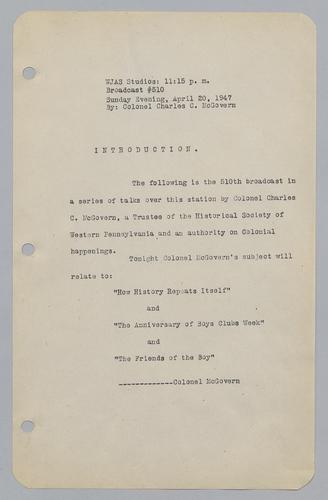 WJAS Studios: 11:15 p. m.
Broadcast #510
Sunday Evening, April 20, 1947
By: Colonel Charles C. McGovern
I N T R O D U C T I O N .
The following is the 510th broadcast in
a series of talks over this station by Colonel Charles
C. McGovern, a Trustee of the Historical Society of
Western Pennsylvania and an authority on Colonial
happenings.
Tonight Colonel McGovern's subject will
relate to:
"How History Repeats Itself"
and
"The Anniversary of Boys Clubs Week"
and
"The Friends of the Boy"
-------------Colonel McGovern